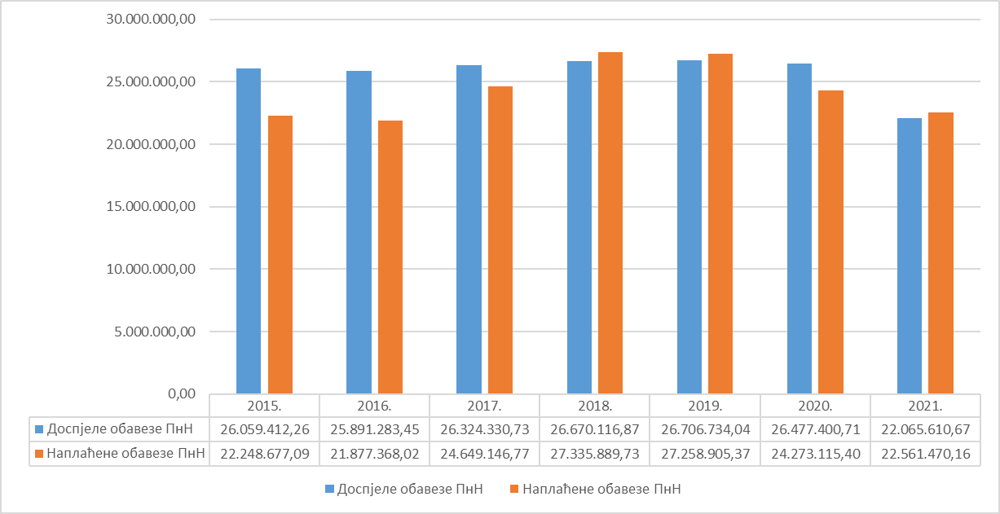 30.000.000,00
25.000.000,00
20.000.000,00
15.000.000,00
10.000.000,00
5.000.000,00
0,00
2015. 2016. 2017. 2018. 2019. 2020. 2021.
Доспјеле обавезе ПнН 26.059.412,26 25.891.283,45 26.324.330,73 26.670.116,87 26.706.734,04 26.477.400,71 22.065.610,67
Наплаћене обавезе ПнН 22.248.677,09 21.877.368,02 24.649.146,77 27.335.889,73 27.258.905,37 24.273.115,40 22.561.470,16
Доспјеле обавезе ПнН Наплаћене обавезе ПнН